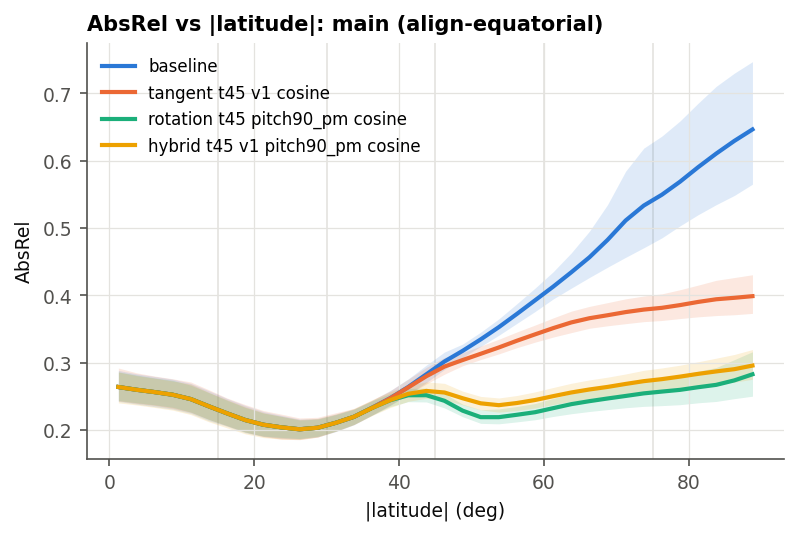 AbsRel vs |latitude|: main (align-equatorial)
baseline
tangent t45 v1 cosine
rotation t45 pitch90_pm cosine
hybrid t45 v1 pitch90_pm cosine
AbsRel
0.7
0.6
0.5
0.4
0.3
0.2
0 20 40 60 80
|latitude| (deg)